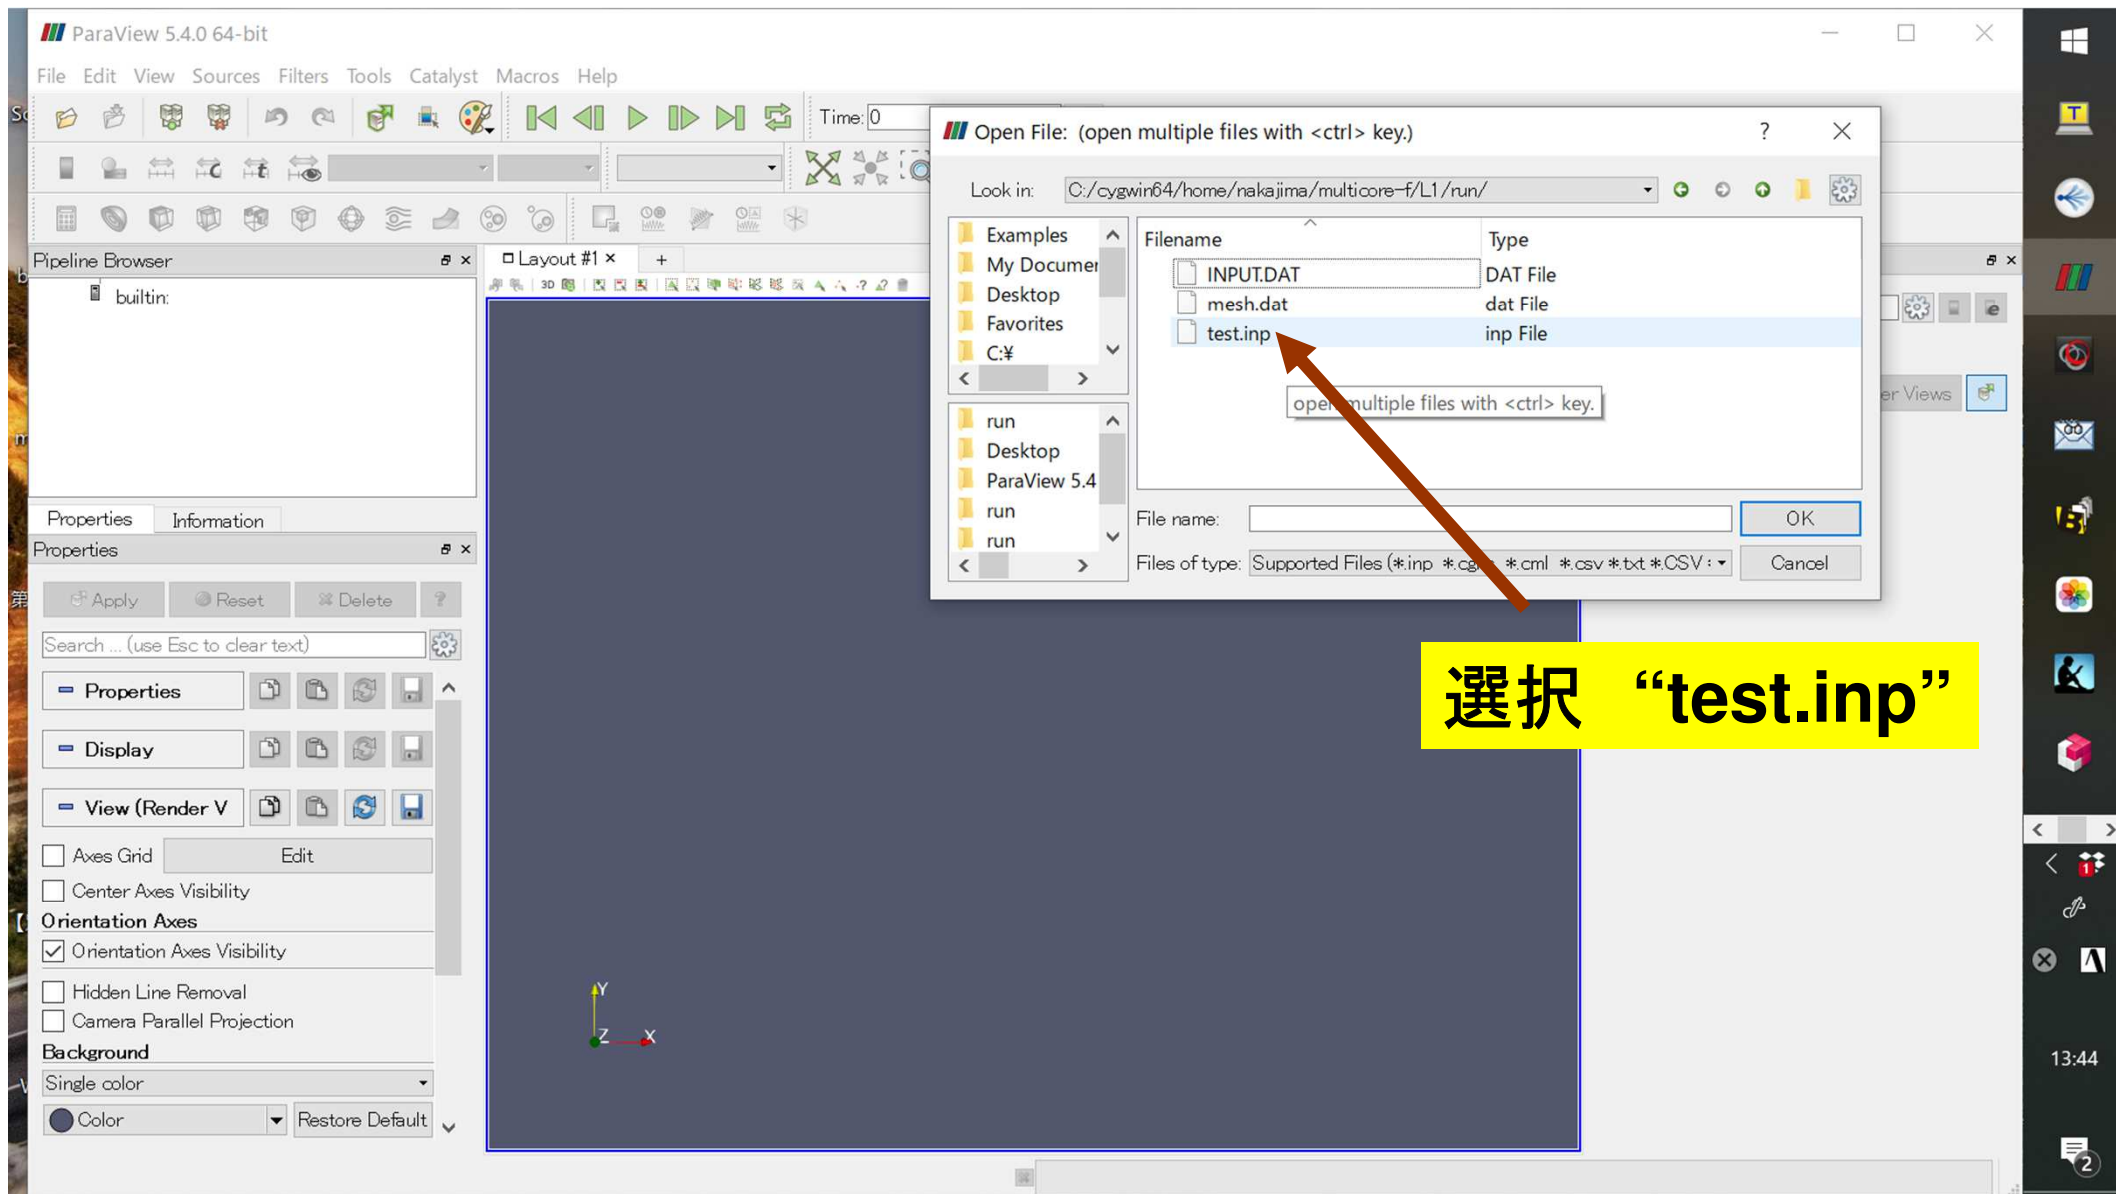 ParaView 5.4.0 64-bit
File Edit View Sources Filters Tools Catalyst Macros Help
Time: 0
Open File: (open multiple files with <ctrl> key.)
Look in: C:/cygwin64/home/nakajima/multicore-f/L1/run/
Examples
My Documer
Desktop
Favorites
C:¥
Filename Type
INPUT.DAT DAT File
mesh.dat dat File
test.inp inp File
open multiple files with <ctrl> key.
run
Desktop
ParaView 5.4
run
run
File name: OK
Files of type: Supported Files (*.inp *.cml *.csv *.txt *.CSV Cancel
選択 “test.inp”
Pipeline Browser
builtin:
Layout #1 × +
3D
er Views
Properties Information
Properties
Apply Reset Delete ?
Search ... (use Esc to clear text)
Properties
Display
View (Render V
Axes Grid Edit
Center Axes Visibility
Orientation Axes
Orientation Axes Visibility
Hidden Line Removal
Camera Parallel Projection
Background
Single color
Color Restore Default
Y
Z X
13:44
2